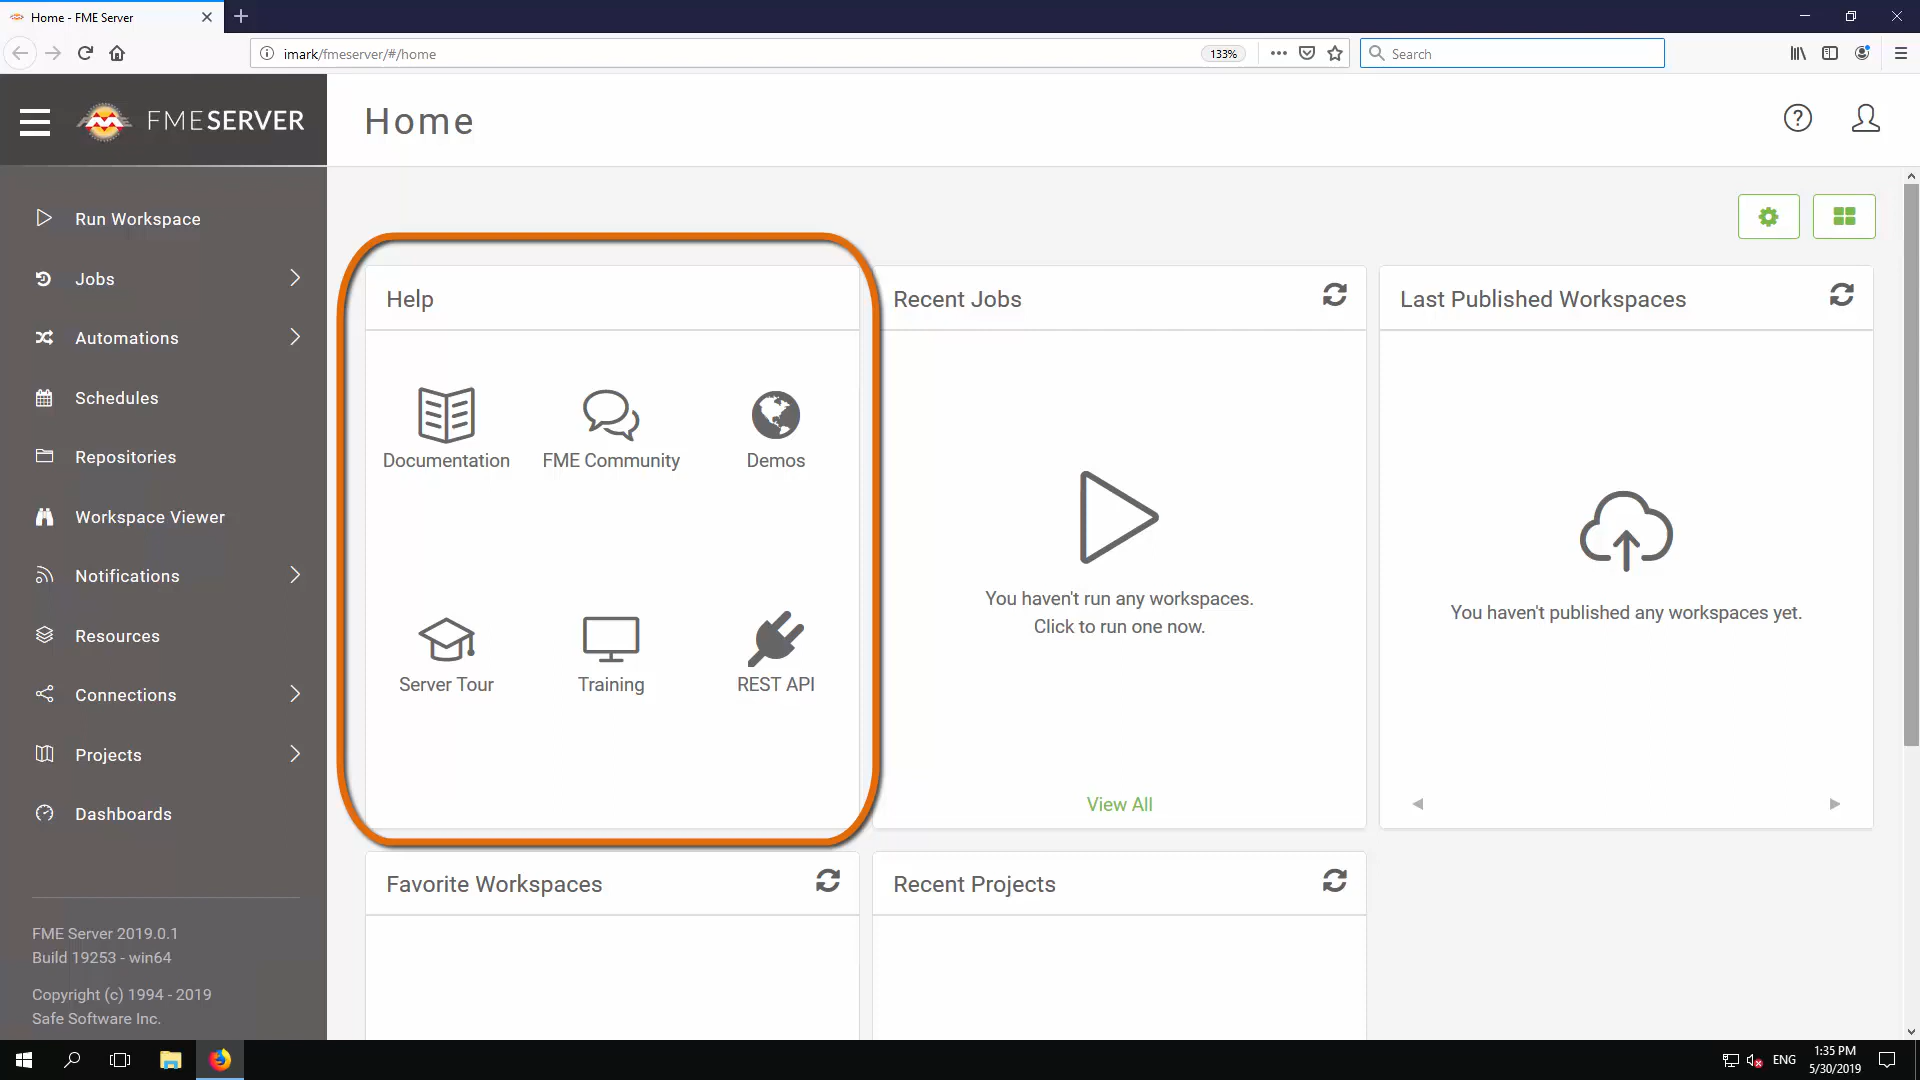 Home - FME Server
imark/fmeserver/#/home
133%
Search
FMESERVER
Home
Run Workspace
Jobs
Automations
Schedules
Repositories
Workspace Viewer
Notifications
Resources
Connections
Projects
Dashboards
FME Server 2019.0.1
Build 19253 - win64
Copyright (c) 1994 - 2019
Safe Software Inc.
Help
Documentation
FME Community
Demos
Server Tour
Training
REST API
Recent Jobs
You haven't run any workspaces.
Click to run one now.
View All
Last Published Workspaces
You haven't published any workspaces yet.
Favorite Workspaces
Recent Projects
ENG
1:35 PM
5/30/2019